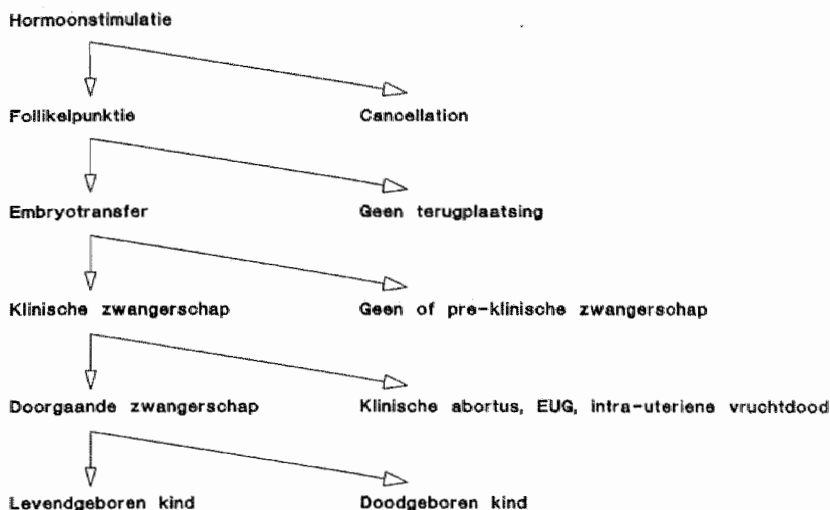 Hormoonstimulatie
Follikelpunktie Cancellation
Embryotransfer Geen terugplaatsing
Klinische zwangerschap Geen of pre-klinische zwangerschap
Doorgaande zwangerschap Klinische abortus, EUG, intra-uteriene vruchtdood
Levendgeboren kind Doodgeboren kind